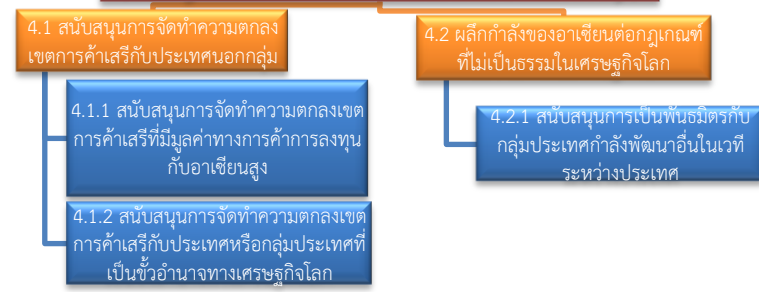 4.1 สนับสนุนการจัดทำความตกลง
เขตการค้าเสรีกับประเทศนอกกลุ่ม
4.1.1 สนับสนุนการจัดทำความตกลงเขต
การค้าเสรีที่มีมูลค่าทางการค้าการลงทุน
กับอาเซียนสูง
4.1.2 สนับสนุนการจัดทำความตกลงเขต
การค้าเสรีกับประเทศหรือกลุ่มประเทศที่
เป็นขั้วอำนาจทางเศรษฐกิจโลก
4.2 ผลึกกำลังของอาเซียนต่อกฎเกณฑ์
ที่ไม่เป็นธรรมในเศรษฐกิจโลก
4.2.1 สนับสนุนการเป็นพันธมิตรกับ
กลุ่มประเทศกำลังพัฒนาอื่นในเวที
ระหว่างประเทศ